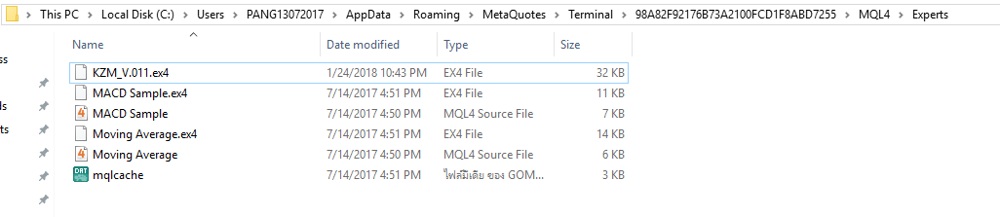 This PC > Local Disk (C:) > Users > PANG13072017 > AppData > Roaming > MetaQuotes > Terminal > 98A82F92176B73A2100FCD1F8ABD7255 > MQL4 > Experts
Name Date modified Type Size
ss
KZM_V.011.ex4 1/24/2018 10:43 PM EX4 File 32 KB
MACD Sample.ex4 7/14/2017 4:51 PM EX4 File 11 KB
ls MACD Sample 7/14/2017 4:50 PM MQL4 Source File 7 KB
ts Moving Average.ex4 7/14/2017 4:51 PM EX4 File 14 KB
Moving Average 7/14/2017 4:50 PM MQL4 Source File 6 KB
DRT mqlcache 7/14/2017 4:51 PM ไฟล์มีเดีย ของ GOM... 3 KB